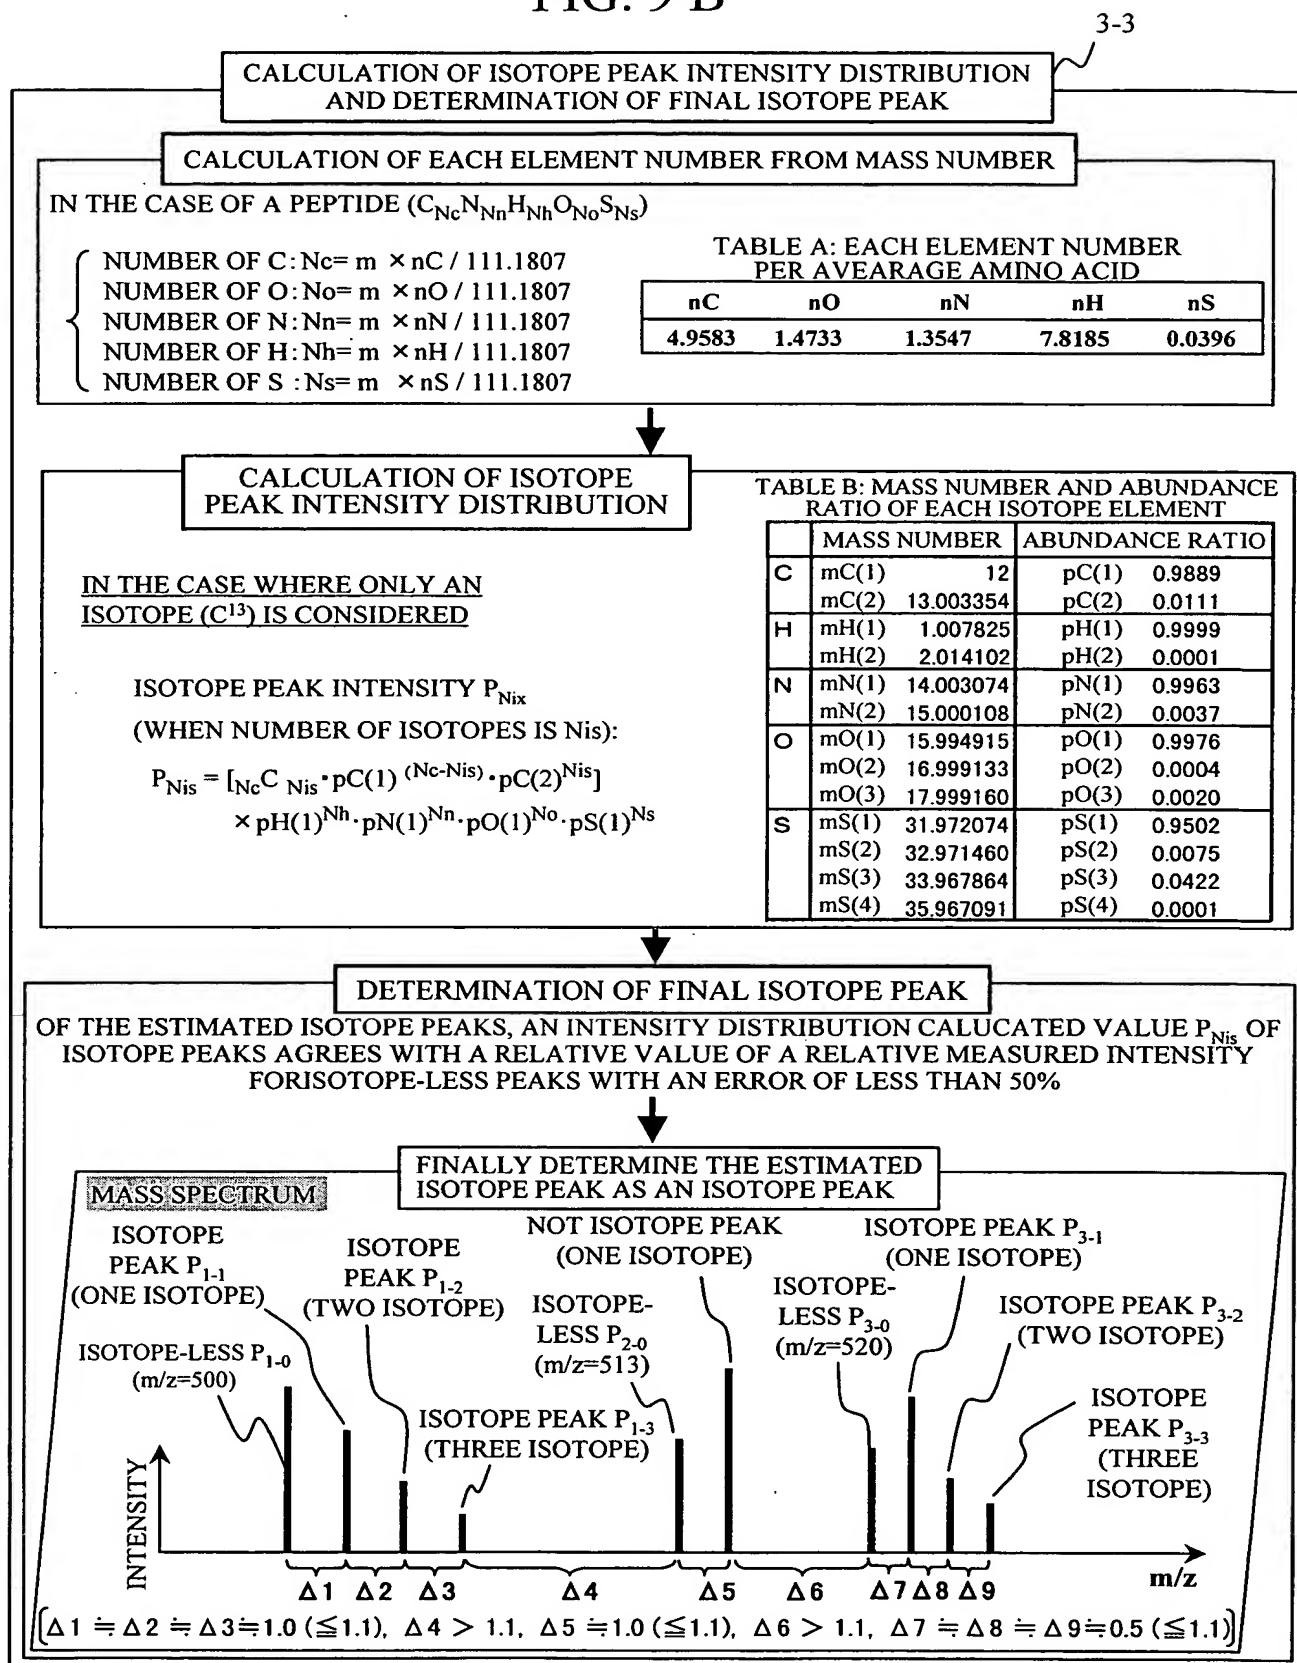 FIG. 9 B
3-3
CALCULATION OF ISOTOPE PEAK INTENSITY DISTRIBUTION
AND DETERMINATION OF FINAL ISOTOPE PEAK
CALCULATION OF EACH ELEMENT NUMBER FROM MASS NUMBER
IN THE CASE OF A PEPTIDE (C_Nc N_Nn H_Nh O_No S_Ns)
NUMBER OF C : Nc= m ×nC / 111.1807
NUMBER OF O : No= m ×nO / 111.1807
NUMBER OF N : Nn= m ×nN / 111.1807
NUMBER OF H : Nh= m ×nH / 111.1807
NUMBER OF S : Ns= m ×nS / 111.1807
TABLE A: EACH ELEMENT NUMBER
PER AVEARAGE AMINO ACID
nC nO nN nH nS
4.9583 1.4733 1.3547 7.8185 0.0396
CALCULATION OF ISOTOPE
PEAK INTENSITY DISTRIBUTION
IN THE CASE WHERE ONLY AN
ISOTOPE (C¹³) IS CONSIDERED
ISOTOPE PEAK INTENSITY P_Nix
(WHEN NUMBER OF ISOTOPES IS Nis):
P_Nis = [_Nc C _Nis · pC(1)^(Nc-Nis) · pC(2)^Nis]
× pH(1)^Nh · pN(1)^Nn · pO(1)^No · pS(1)^Ns
TABLE B: MASS NUMBER AND ABUNDANCE
RATIO OF EACH ISOTOPE ELEMENT
MASS NUMBER ABUNDANCE RATIO
C mC(1) 12 pC(1) 0.9889
mC(2) 13.003354 pC(2) 0.0111
H mH(1) 1.007825 pH(1) 0.9999
mH(2) 2.014102 pH(2) 0.0001
N mN(1) 14.003074 pN(1) 0.9963
mN(2) 15.000108 pN(2) 0.0037
O mO(1) 15.994915 pO(1) 0.9976
mO(2) 16.999133 pO(2) 0.0004
mO(3) 17.999160 pO(3) 0.0020
S mS(1) 31.972074 pS(1) 0.9502
mS(2) 32.971460 pS(2) 0.0075
mS(3) 33.967864 pS(3) 0.0422
mS(4) 35.967091 pS(4) 0.0001
DETERMINATION OF FINAL ISOTOPE PEAK
OF THE ESTIMATED ISOTOPE PEAKS, AN INTENSITY DISTRIBUTION CALUCATED VALUE P_Nis OF
ISOTOPE PEAKS AGREES WITH A RELATIVE VALUE OF A RELATIVE MEASURED INTENSITY
FORISOTOPE-LESS PEAKS WITH AN ERROR OF LESS THAN 50%
FINALLY DETERMINE THE ESTIMATED
ISOTOPE PEAK AS AN ISOTOPE PEAK
MASS SPECTRUM
ISOTOPE-LESS P₁₋₀
(m/z=500)
ISOTOPE
PEAK P₁₋₁
(ONE ISOTOPE)
ISOTOPE
PEAK P₁₋₂
(TWO ISOTOPE)
ISOTOPE PEAK P₁₋₃
(THREE ISOTOPE)
ISOTOPE-
LESS P₂₋₀
(m/z=513)
NOT ISOTOPE PEAK
(ONE ISOTOPE)
ISOTOPE-
LESS P₃₋₀
(m/z=520)
ISOTOPE PEAK P₃₋₁
(ONE ISOTOPE)
ISOTOPE PEAK P₃₋₂
(TWO ISOTOPE)
ISOTOPE
PEAK P₃₋₃
(THREE
ISOTOPE)
INTENSITY
m/z
Δ1 Δ2 Δ3 Δ4 Δ5 Δ6 Δ7 Δ8 Δ9
[Δ1 ≒ Δ2 ≒ Δ3≒1.0 (≦1.1), Δ4 > 1.1, Δ5 ≒1.0 (≦1.1), Δ6 > 1.1, Δ7 ≒ Δ8 ≒ Δ9≒0.5 (≦1.1)]